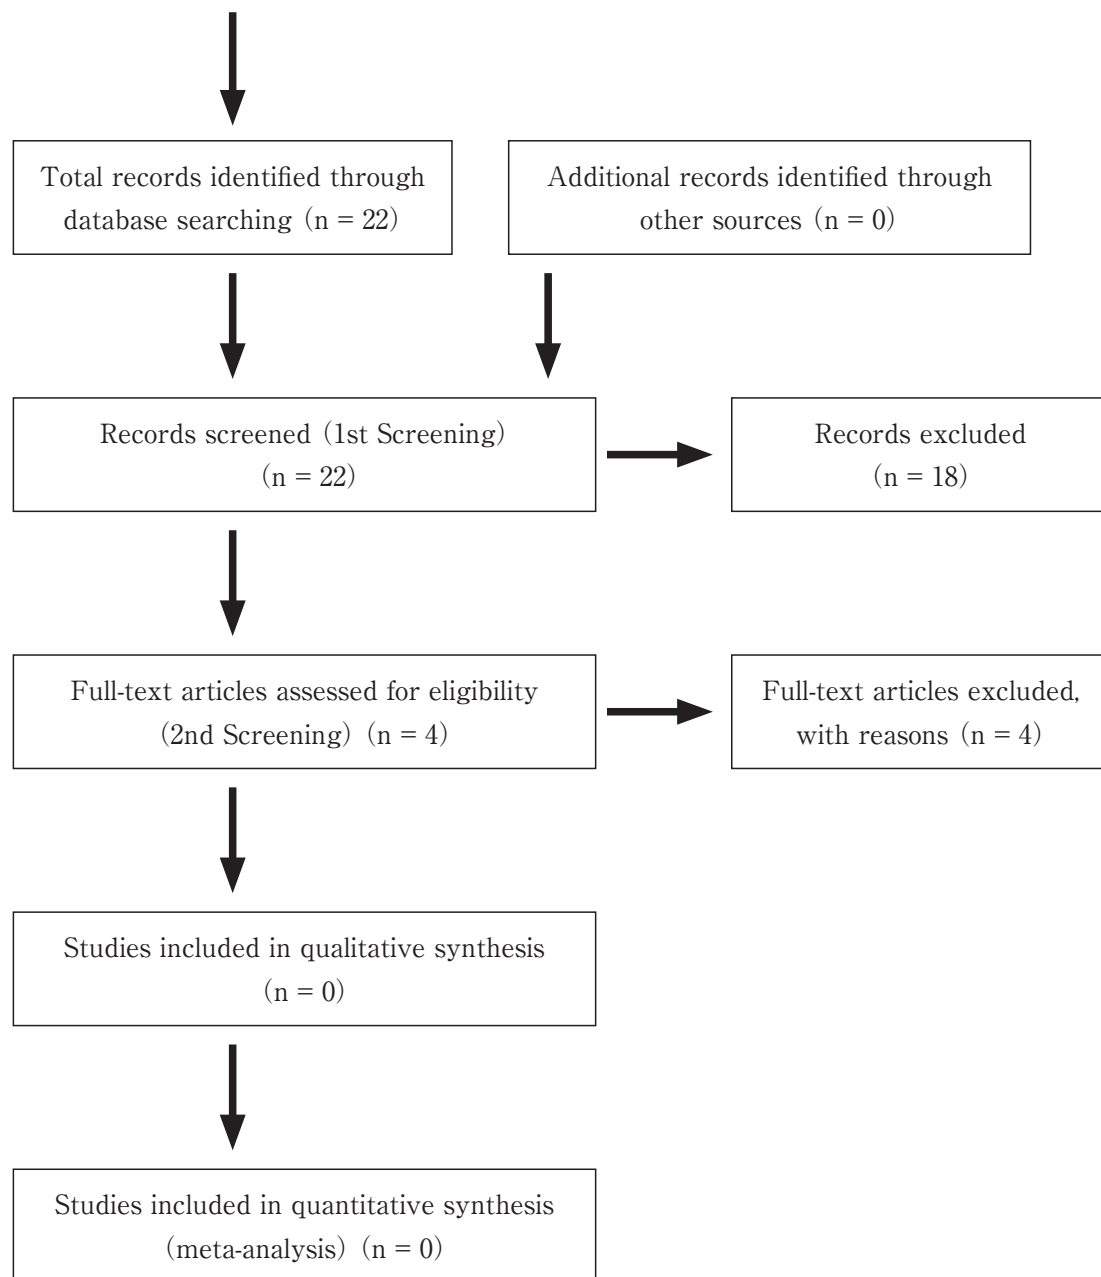 Total records identified through
database searching (n = 22)
Additional records identified through
other sources (n = 0)
Records screened (1st Screening)
(n = 22)
Records excluded
(n = 18)
Full-text articles assessed for eligibility
(2nd Screening) (n = 4)
Full-text articles excluded,
with reasons (n = 4)
Studies included in qualitative synthesis
(n = 0)
Studies included in quantitative synthesis
(meta-analysis) (n = 0)